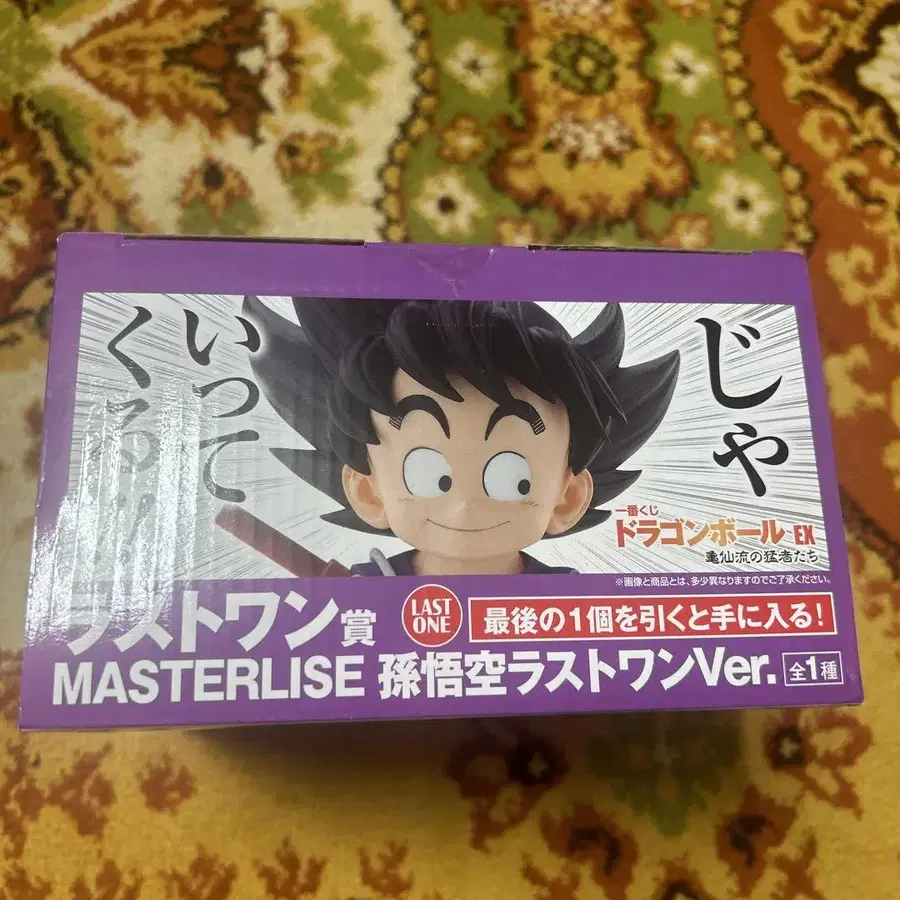 じゃ
いって
くる!!
一番くじ
ドラゴンボール EX
亀仙流の猛者たち
※画像と商品とは、多少異なりますのでご了承ください。
ラストワン賞
LAST
ONE
最後の1個を引くと手に入る!
MASTERLISE 孫悟空ラストワンVer. 全1種